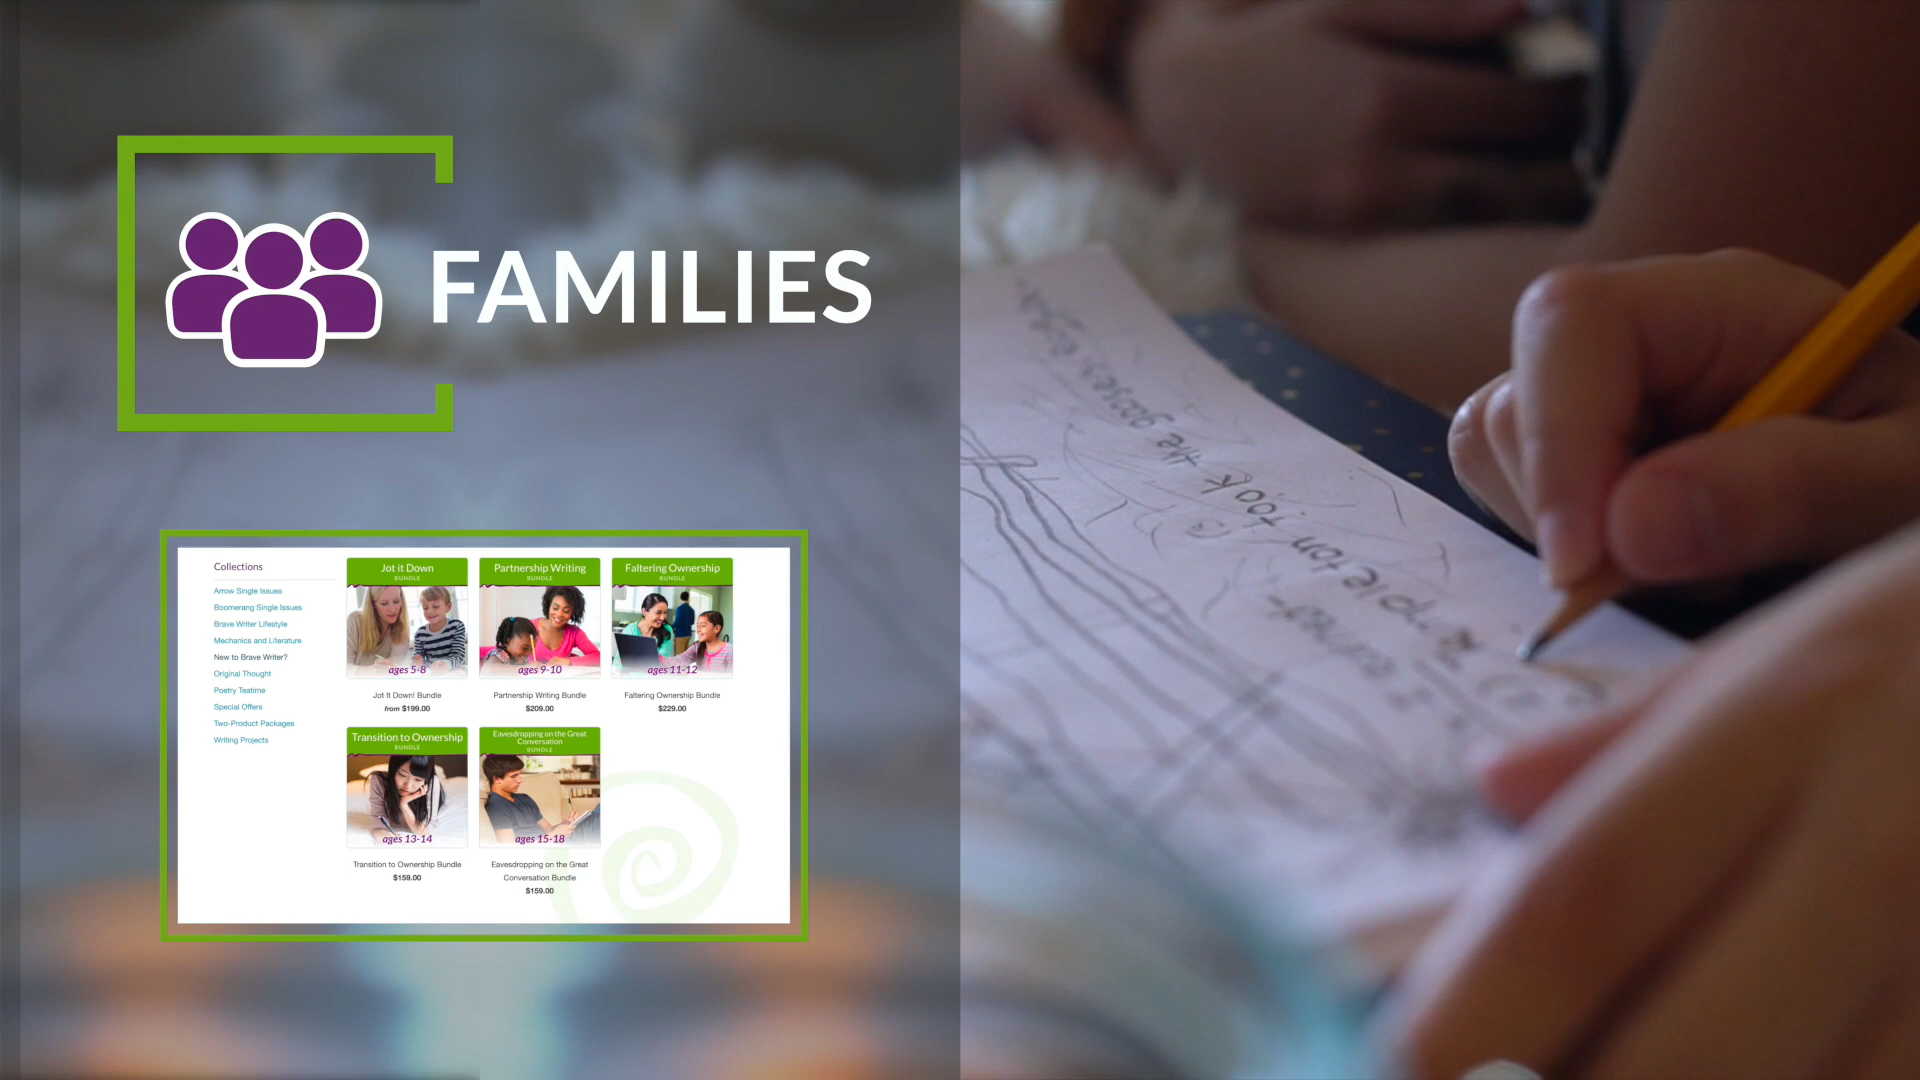 FAMILIES
Collections
Arrow Single Issues
Boomerang Single Issues
Brave Writer Lifestyle
Mechanics and Literature
New to Brave Writer?
Original Thought
Poetry Teatime
Special Offers
Two-Product Packages
Writing Projects
Jot it Down
BUNDLE
ages 5-8
Jot It Down! Bundle
from $199.00
Partnership Writing
BUNDLE
ages 9-10
Partnership Writing Bundle
$209.00
Faltering Ownership
BUNDLE
ages 11-12
Faltering Ownership Bundle
$229.00
Transition to Ownership
BUNDLE
ages 13-14
Transition to Ownership Bundle
$159.00
Eavesdropping on the Great
Conversation
BUNDLE
ages 15-18
Eavesdropping on the Great
Conversation Bundle
$159.00
took the gooses eggs.